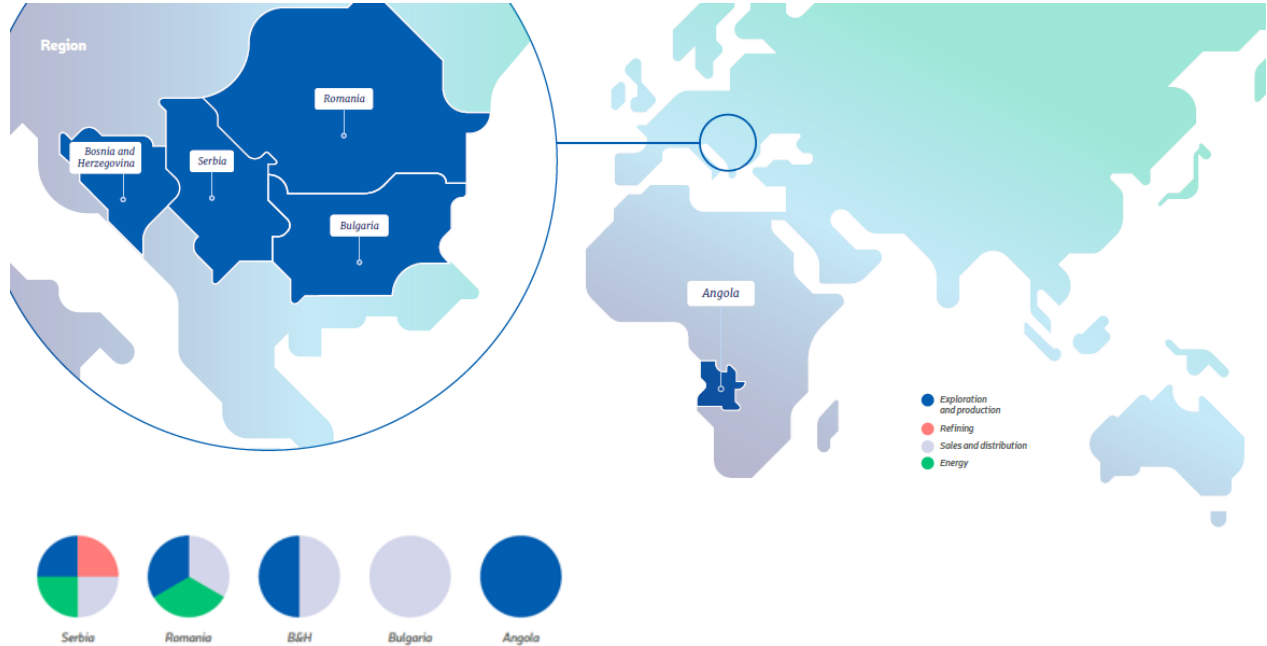 Region
Romania
Bosnia and
Herzegovina
Serbia
Bulgaria
Angola
Exploration
and production
Refining
Sales and distribution
Energy
Serbia
Romania
B&H
Bulgaria
Angola